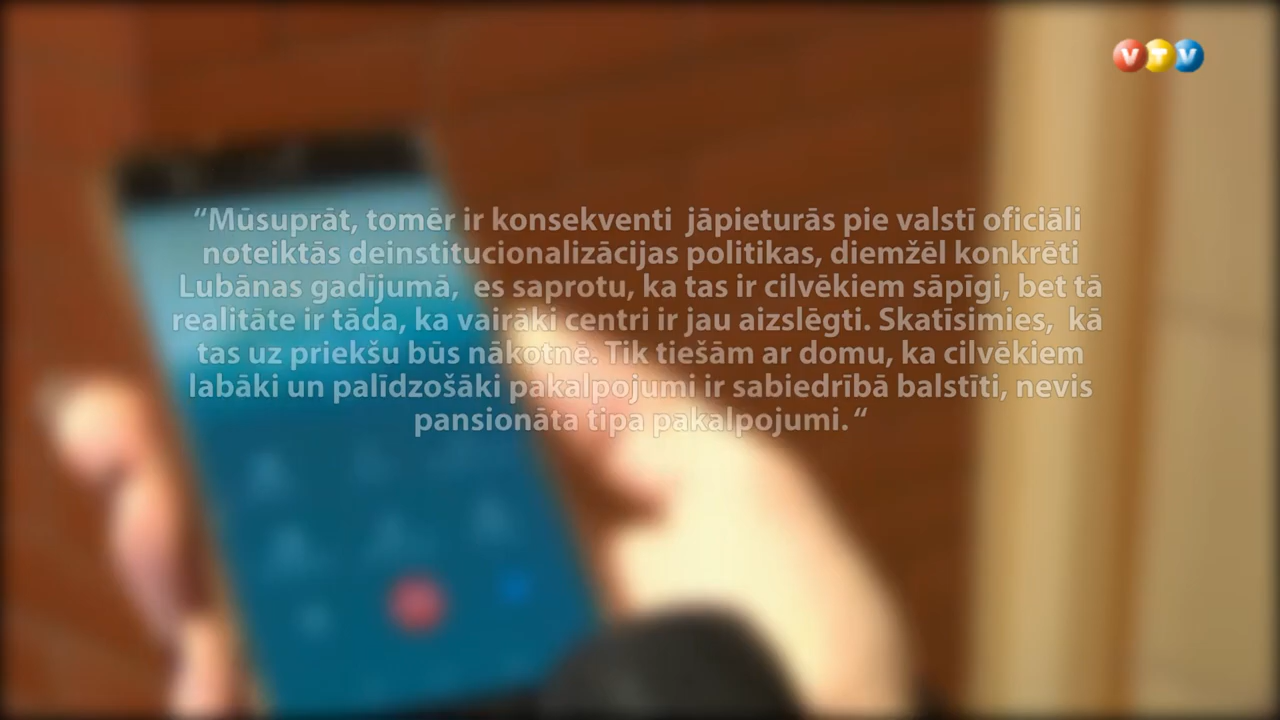 VTV
“Mūsuprāt, tomēr ir konsekventi jāpieturās pie valstī oficiāli
noteiktās deinstitucionalizācijas politikas, diemžēl konkrēti
Lubānas gadījumā, es saprotu, ka tas ir cilvēkiem sāpīgi, bet tā
realitāte ir tāda, ka vairāki centri ir jau aizslēgti. Skatīsimies, kā
tas uz priekšu būs nākotnē. Tik tiešām ar domu, ka cilvēkiem
labāki un palīdzošāki pakalpojumi ir sabiedrībā balstīti, nevis
pansionāta tipa pakalpojumi. “